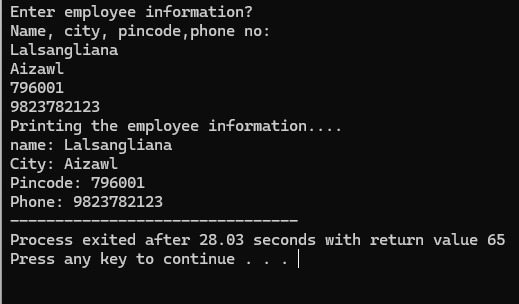 Enter employee information?
Name, city, pincode,phone no:
Lalsangliana
Aizawl
796001
9823782123
Printing the employee information....
name: Lalsangliana
City: Aizawl
Pincode: 796001
Phone: 9823782123
--------------------------------
Process exited after 28.03 seconds with return value 65
Press any key to continue . . .